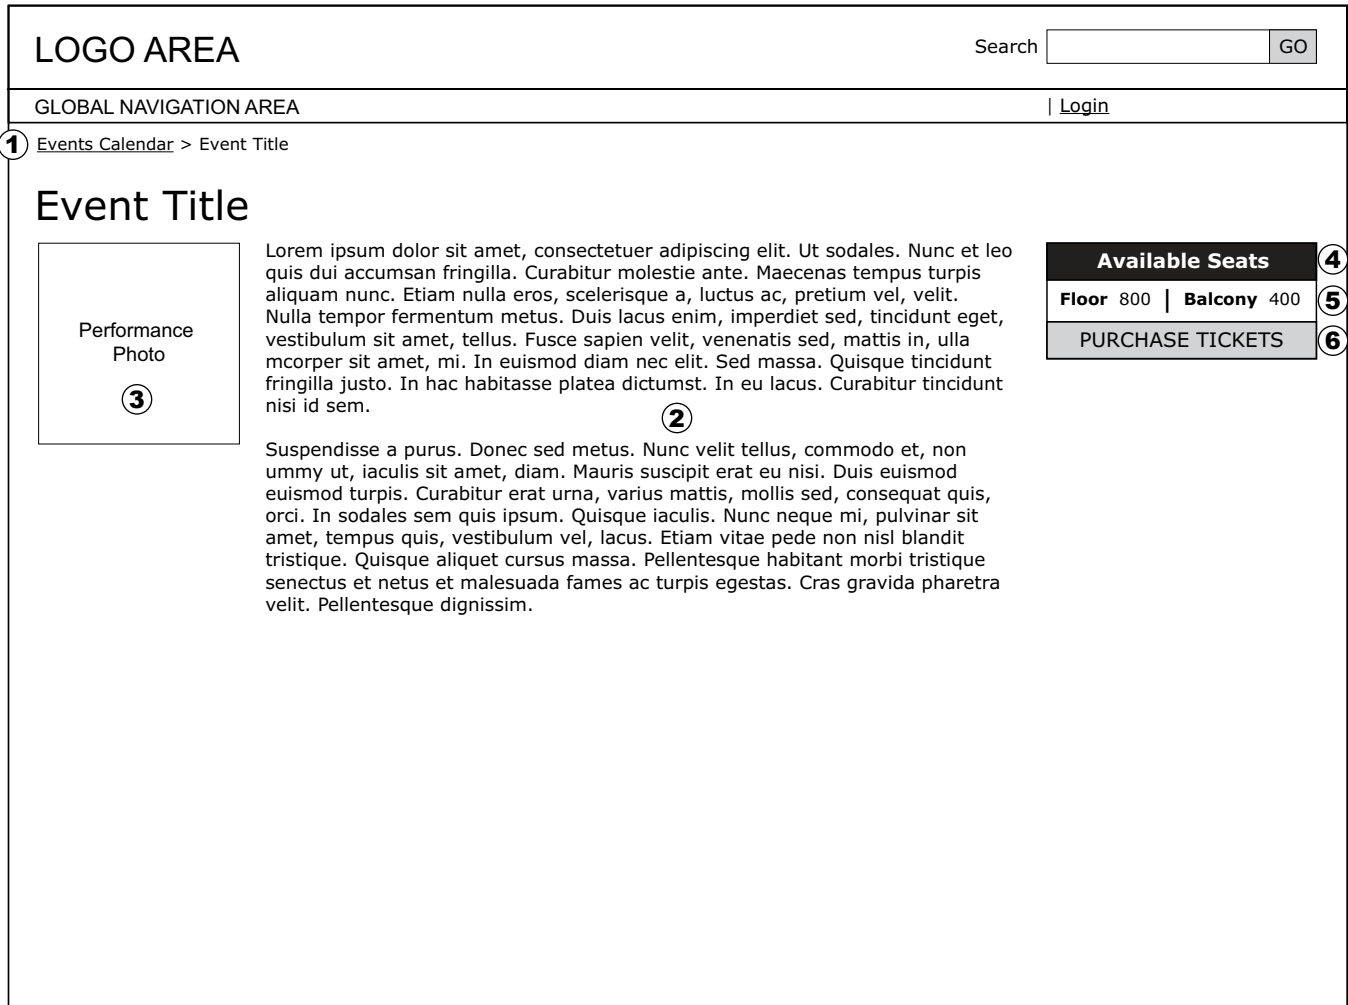 LOGO AREA
Search GO
GLOBAL NAVIGATION AREA
| Login
1 Events Calendar > Event Title
Event Title
Performance
Photo
3
Lorem ipsum dolor sit amet, consectetuer adipiscing elit. Ut sodales. Nunc et leo
quis dui accumsan fringilla. Curabitur molestie ante. Maecenas tempus turpis
aliquam nunc. Etiam nulla eros, scelerisque a, luctus ac, pretium vel, velit.
Nulla tempor fermentum metus. Duis lacus enim, imperdiet sed, tincidunt eget,
vestibulum sit amet, tellus. Fusce sapien velit, venenatis sed, mattis in, ulla
mcorper sit amet, mi. In euismod diam nec elit. Sed massa. Quisque tincidunt
fringilla justo. In hac habitasse platea dictumst. In eu lacus. Curabitur tincidunt
nisi id sem.
2
Suspendisse a purus. Donec sed metus. Nunc velit tellus, commodo et, non
ummy ut, iaculis sit amet, diam. Mauris suscipit erat eu nisi. Duis euismod
euismod turpis. Curabitur erat urna, varius mattis, mollis sed, consequat quis,
orci. In sodales sem quis ipsum. Quisque iaculis. Nunc neque mi, pulvinar sit
amet, tempus quis, vestibulum vel, lacus. Etiam vitae pede non nisl blandit
tristique. Quisque aliquet cursus massa. Pellentesque habitant morbi tristique
senectus et netus et malesuada fames ac turpis egestas. Cras gravida pharetra
velit. Pellentesque dignissim.
Available Seats 4
Floor 800 | Balcony 400 5
PURCHASE TICKETS 6